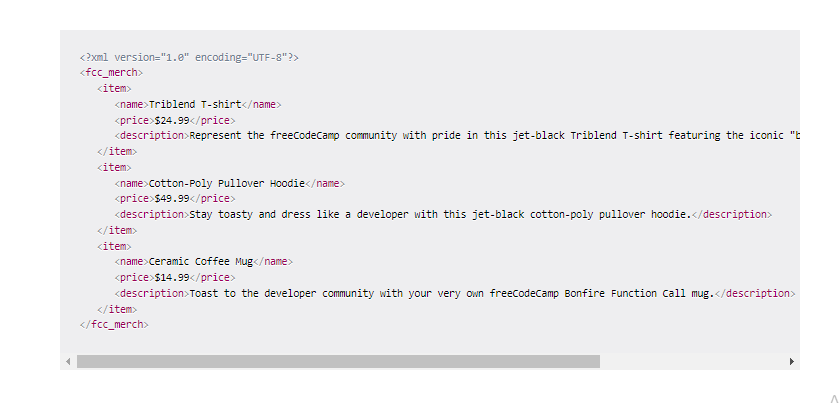 <?xml version="1.0" encoding="UTF-8"?>
<fcc_merch>
<item>
<name>Triblend T-shirt</name>
<price>$24.99</price>
<description>Represent the freeCodeCamp community with pride in this jet-black Triblend T-shirt featuring the iconic "b
</item>
<item>
<name>Cotton-Poly Pullover Hoodie</name>
<price>$49.99</price>
<description>Stay toasty and dress like a developer with this jet-black cotton-poly pullover hoodie.</description>
</item>
<item>
<name>Ceramic Coffee Mug</name>
<price>$14.99</price>
<description>Toast to the developer community with your very own freeCodeCamp Bonfire Function Call mug.</description>
</item>
</fcc_merch>